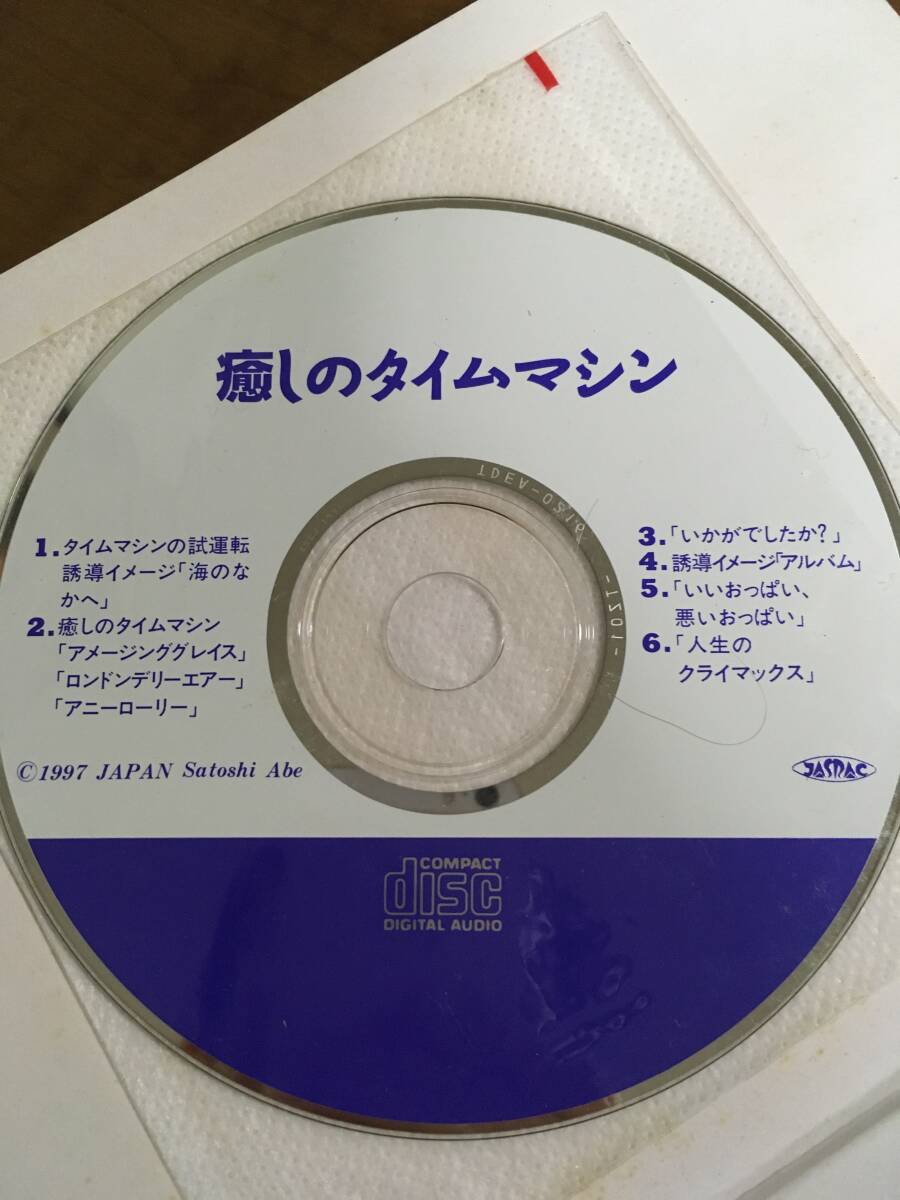 癒しのタイムマシン
1.タイムマシンの試運転
誘導イメージ「海のな
かへ」
2.癒しのタイムマシン
「アメージンググレイス」
「ロンドンデリーエアー」
「アニーローリー」
3.「いかがでしたか?」
4.誘導イメージ「アルバム」
5.「いいおっぱい、
悪いおっぱい」
6.「人生の
クライマックス」
©1997 JAPAN Satoshi Abe
JASRAC
COMPACT
disc
DIGITAL AUDIO